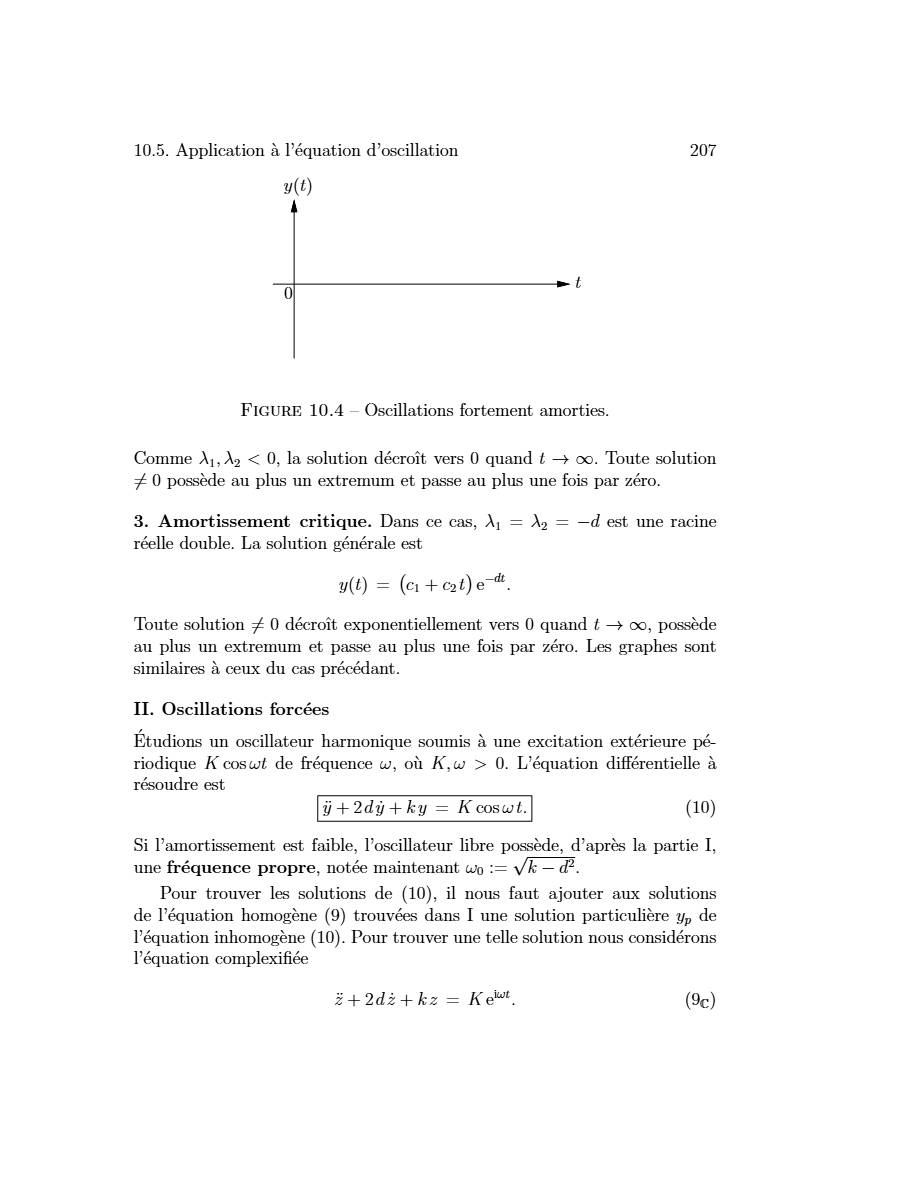 10.5. Application à l'équation d'oscillation 207
y(t)
t
0
FIGURE 10.4 – Oscillations fortement amorties.
Comme λ₁, λ₂ < 0, la solution décroît vers 0 quand t → ∞. Toute solution
≠ 0 possède au plus un extremum et passe au plus une fois par zéro.
3. Amortissement critique. Dans ce cas, λ₁ = λ₂ = −d est une racine
réelle double. La solution générale est
y(t) = (c₁ + c₂t) e^{−dt}.
Toute solution ≠ 0 décroît exponentiellement vers 0 quand t → ∞, possède
au plus un extremum et passe au plus une fois par zéro. Les graphes sont
similaires à ceux du cas précédant.
II. Oscillations forcées
Étudions un oscillateur harmonique soumis à une excitation extérieure pé-
riodique K cos ωt de fréquence ω, où K, ω > 0. L'équation différentielle à
résoudre est
ÿ + 2dẏ + ky = K cos ωt. (10)
Si l'amortissement est faible, l'oscillateur libre possède, d'après la partie I,
une fréquence propre, notée maintenant ω₀ := √(k − d²).
Pour trouver les solutions de (10), il nous faut ajouter aux solutions
de l'équation homogène (9) trouvées dans I une solution particulière yₚ de
l'équation inhomogène (10). Pour trouver une telle solution nous considérons
l'équation complexifiée
z̈ + 2dż + kz = K e^{iωt}. (9_ℂ)